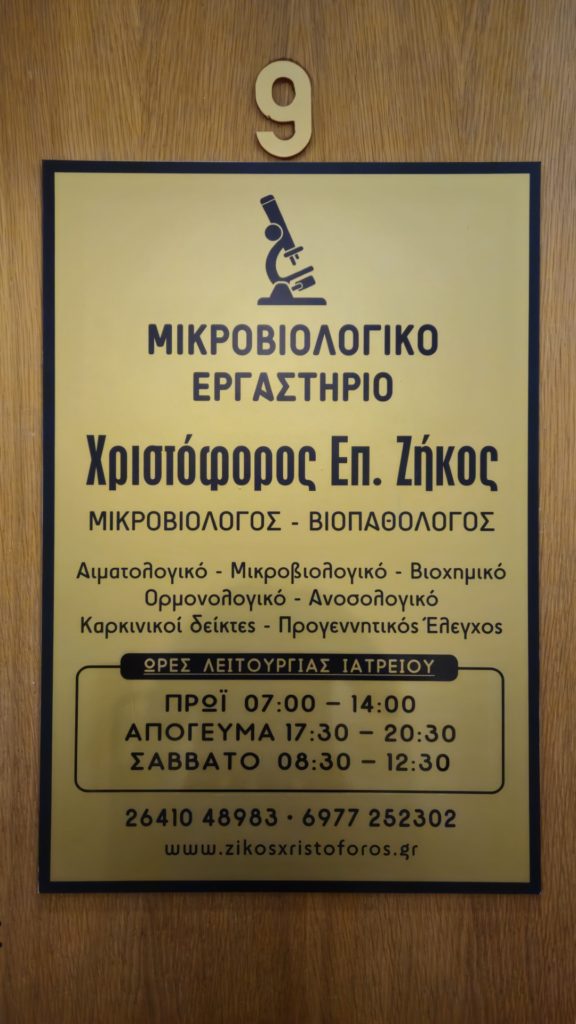 9
ΜΙΚΡΟΒΙΟΛΟΓΙΚΟ
ΕΡΓΑΣΤΗΡΙΟ
Χριστόφορος Επ. Ζήκος
ΜΙΚΡΟΒΙΟΛΟΓΟΣ - ΒΙΟΠΑΘΟΛΟΓΟΣ
Αιματολογικό - Μικροβιολογικό - Βιοχημικό
Ορμονολογικό - Ανοσολογικό
Καρκινικοί δείκτες - Προγεννητικός Έλεγχος
ΩΡΕΣ ΛΕΙΤΟΥΡΓΙΑΣ ΙΑΤΡΕΙΟΥ
ΠΡΩΪ 07:00 – 14:00
ΑΠΟΓΕΥΜΑ 17:30 – 20:30
ΣΑΒΒΑΤΟ 08:30 – 12:30
26410 48983 · 6977 252302
www.zikosxristoforos.gr